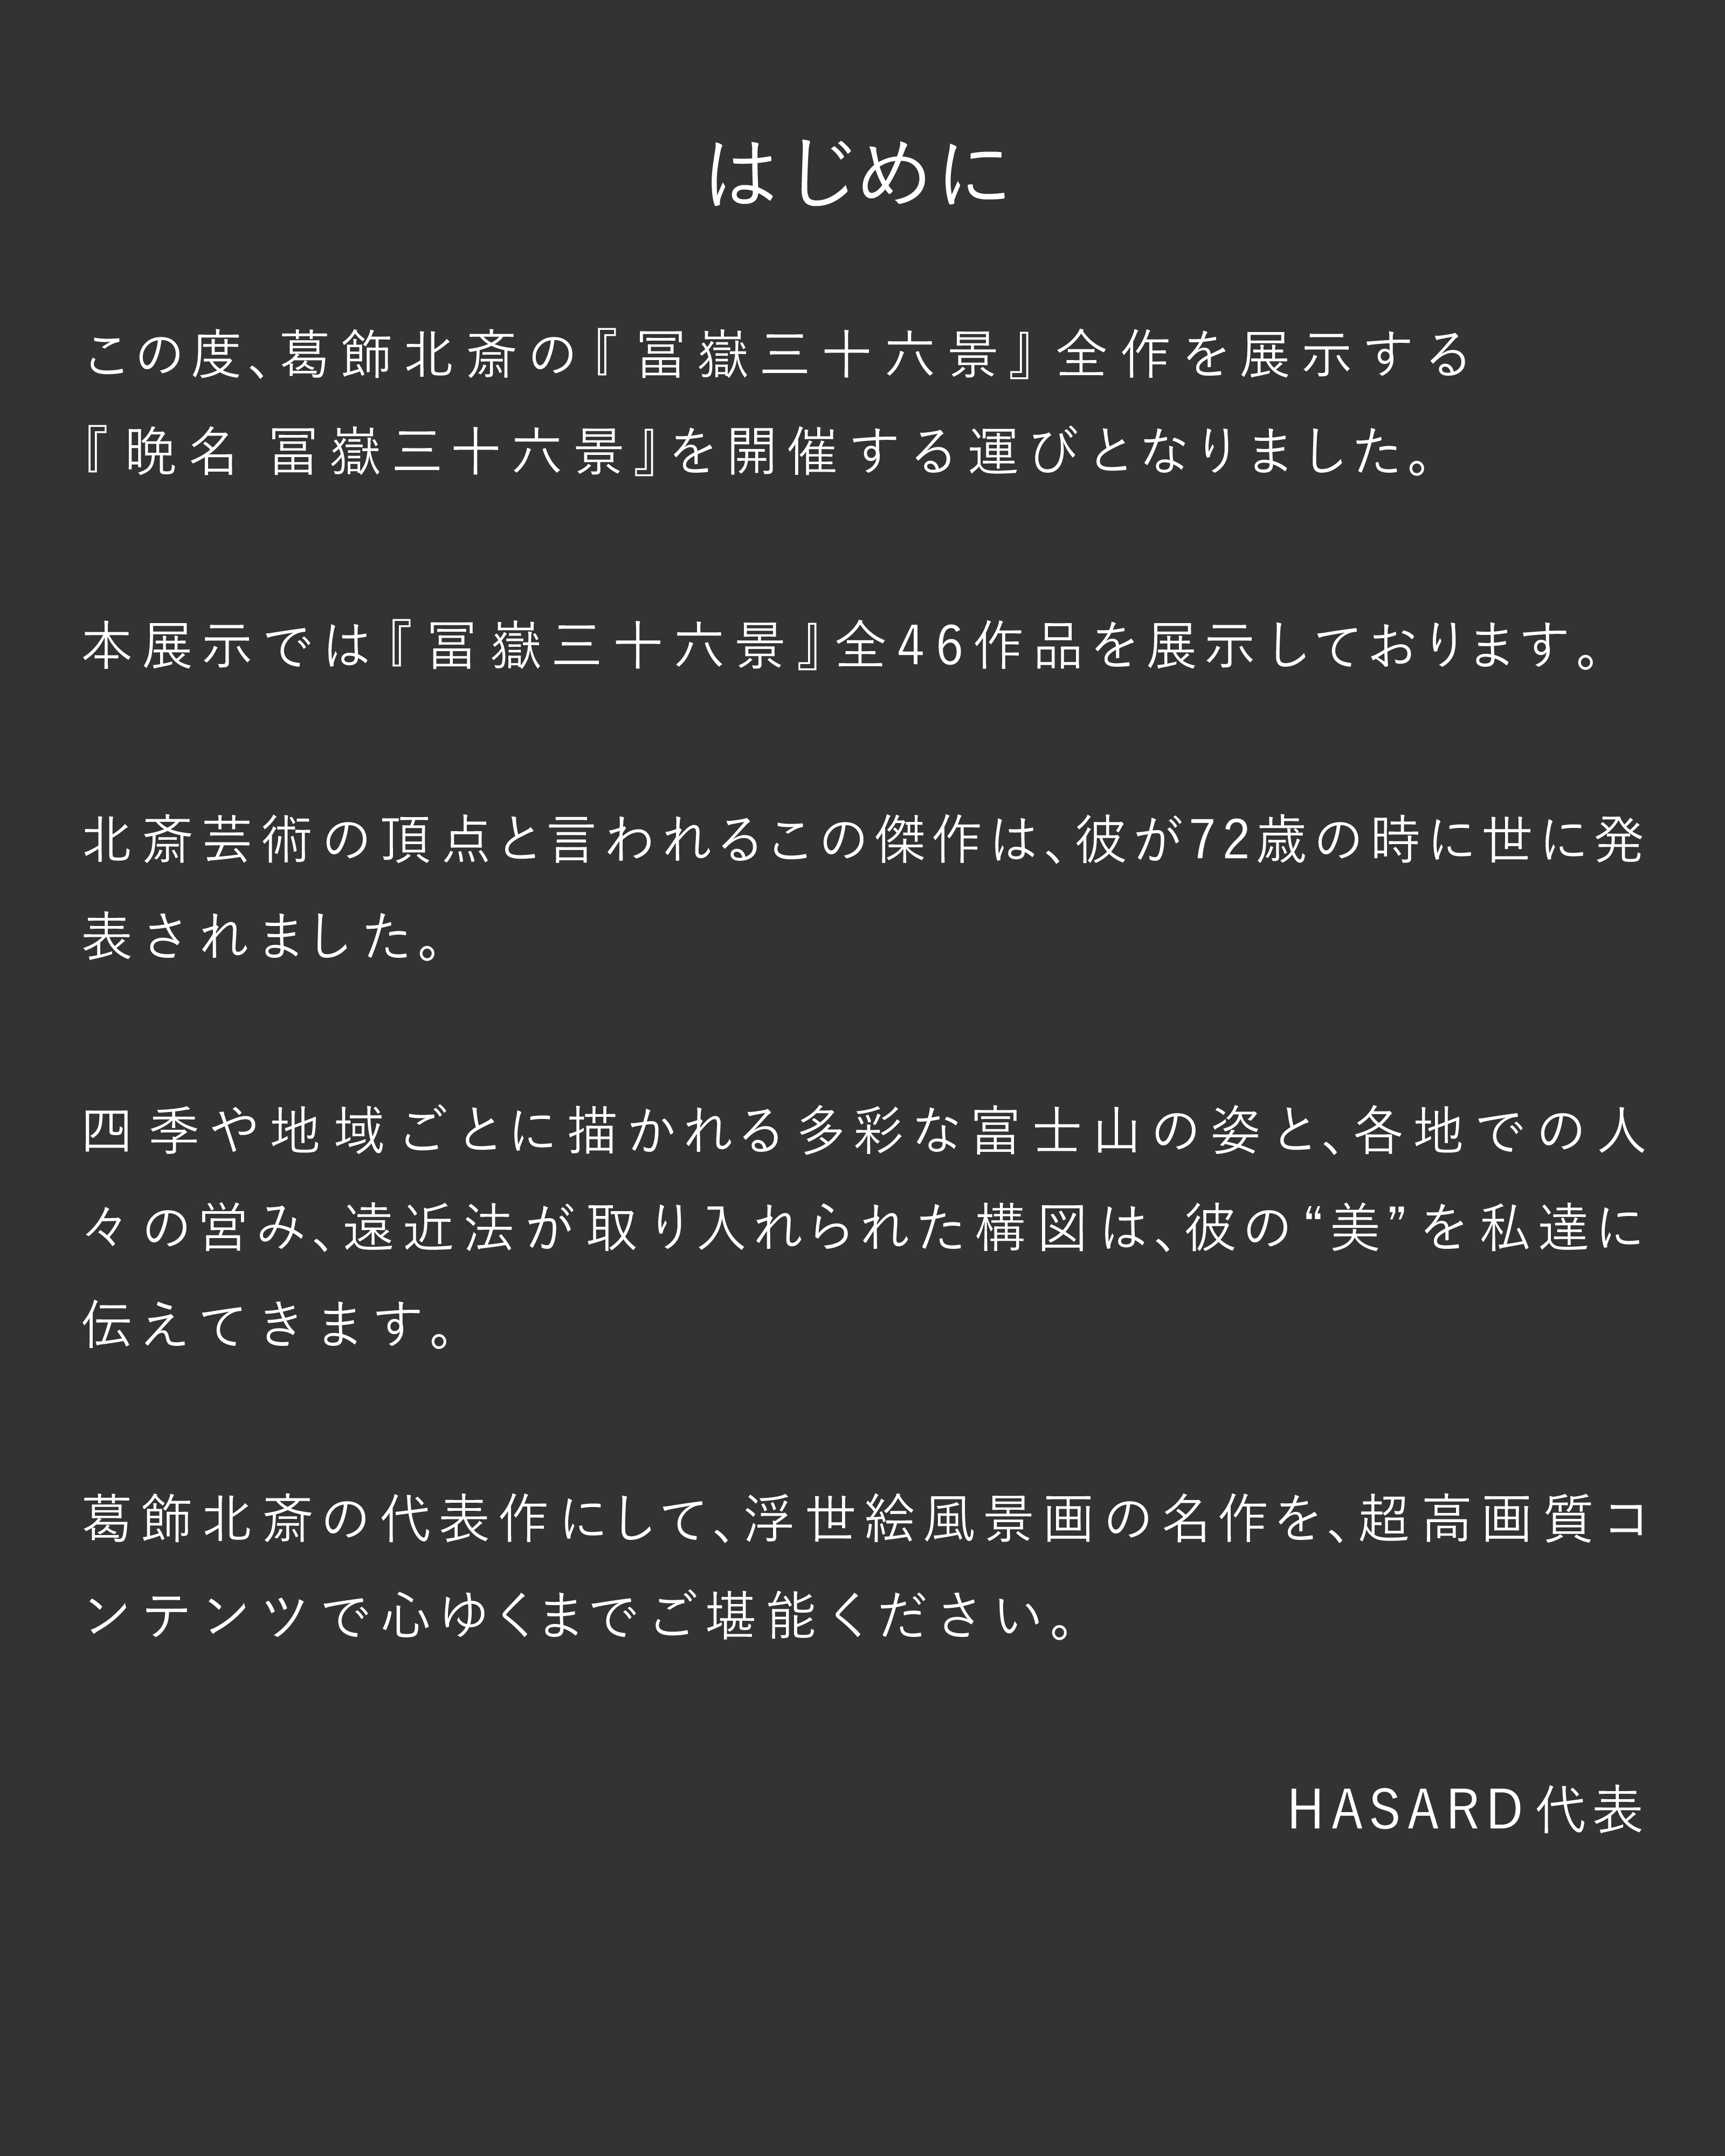 はじめに
この度、葛飾北斎の『冨嶽三十六景』全作を展示する
『晩名 冨嶽三十六景』を開催する運びとなりました。
本展示では『冨嶽三十六景』全46作品を展示しております。
北斎芸術の頂点と言われるこの傑作は、彼が72歳の時に世に発
表されました。
四季や地域ごとに描かれる多彩な富士山の姿と、各地での人
々の営み、遠近法が取り入れられた構図は、彼の“美”を私達に
伝えてきます。
葛飾北斎の代表作にして、浮世絵風景画の名作を、超高画質コ
ンテンツで心ゆくまでご堪能ください。
HASARD代表